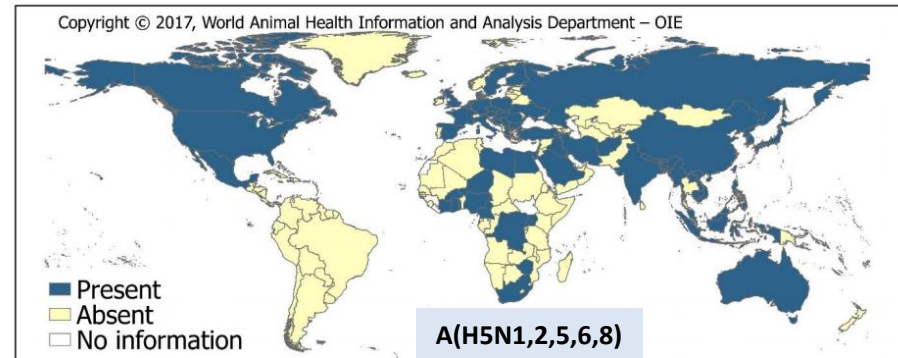 Copyright © 2017, World Animal Health Information and Analysis Department – OIE
Present
Absent
No information
A(H5N1,2,5,6,8)